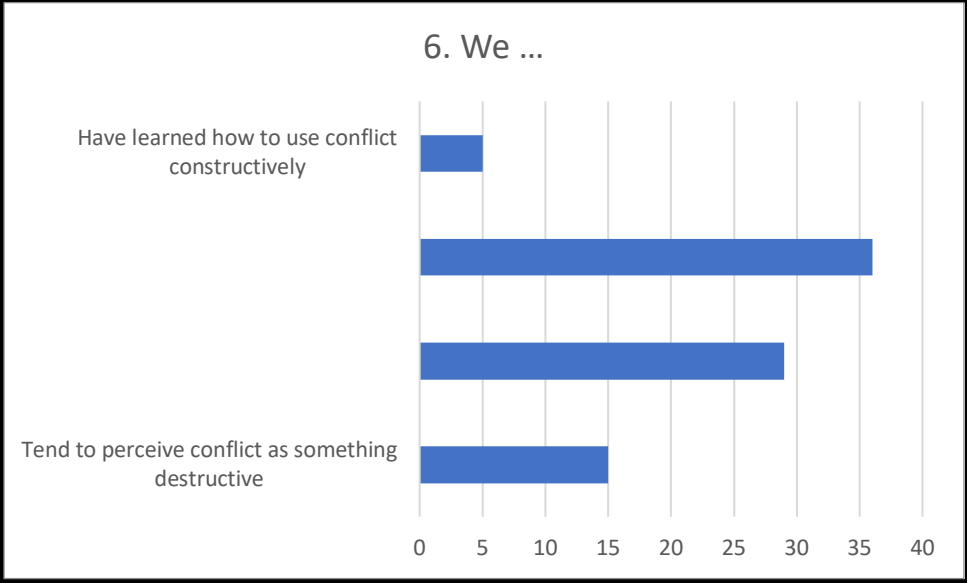 6. We ...
Have learned how to use conflict
constructively
Tend to perceive conflict as something
destructive
0 5 10 15 20 25 30 35 40